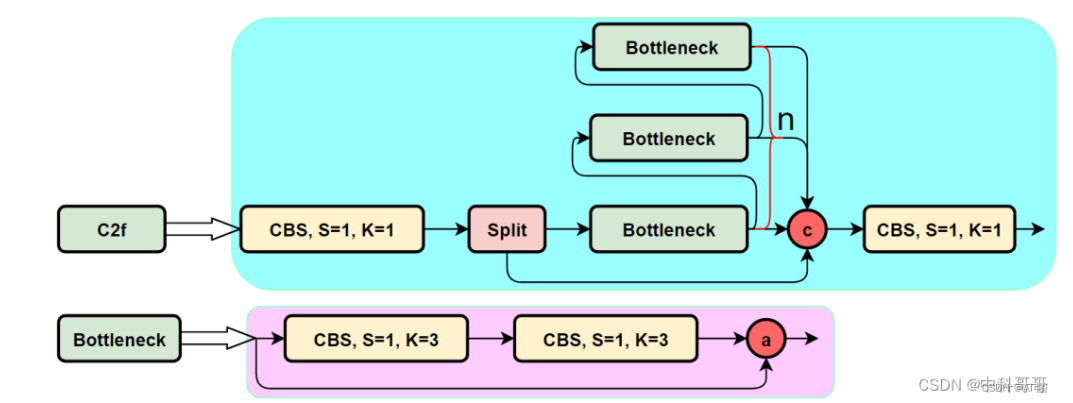 Bottleneck
n
Bottleneck
C2f
CBS, S=1, K=1
Split
Bottleneck
c
CBS, S=1, K=1
Bottleneck
CBS, S=1, K=3
CBS, S=1, K=3
a
CSDN @中科哥哥